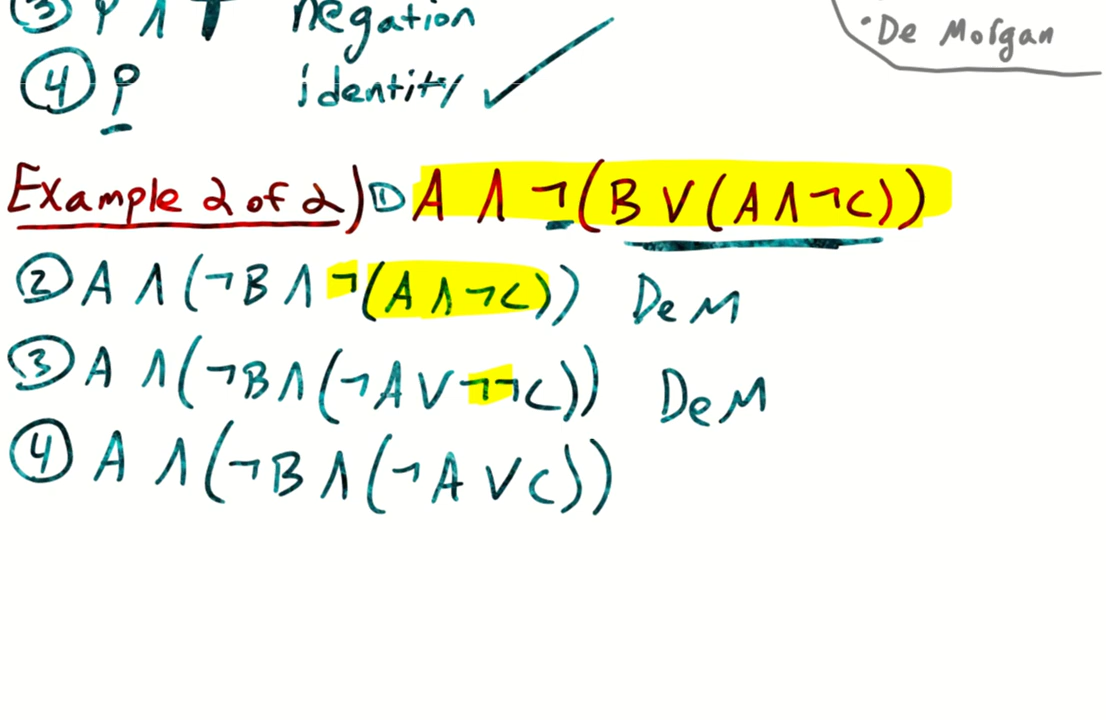 ③ P ∧ T negation
• De Morgan
④ P identity ✓
Example 2 of 2) ① A ∧ ¬(B ∨ (A ∧ ¬C))
② A ∧ (¬B ∧ ¬(A ∧ ¬C)) DeM
③ A ∧ (¬B ∧ (¬A ∨ ¬¬C)) DeM
④ A ∧ (¬B ∧ (¬A ∨ C))